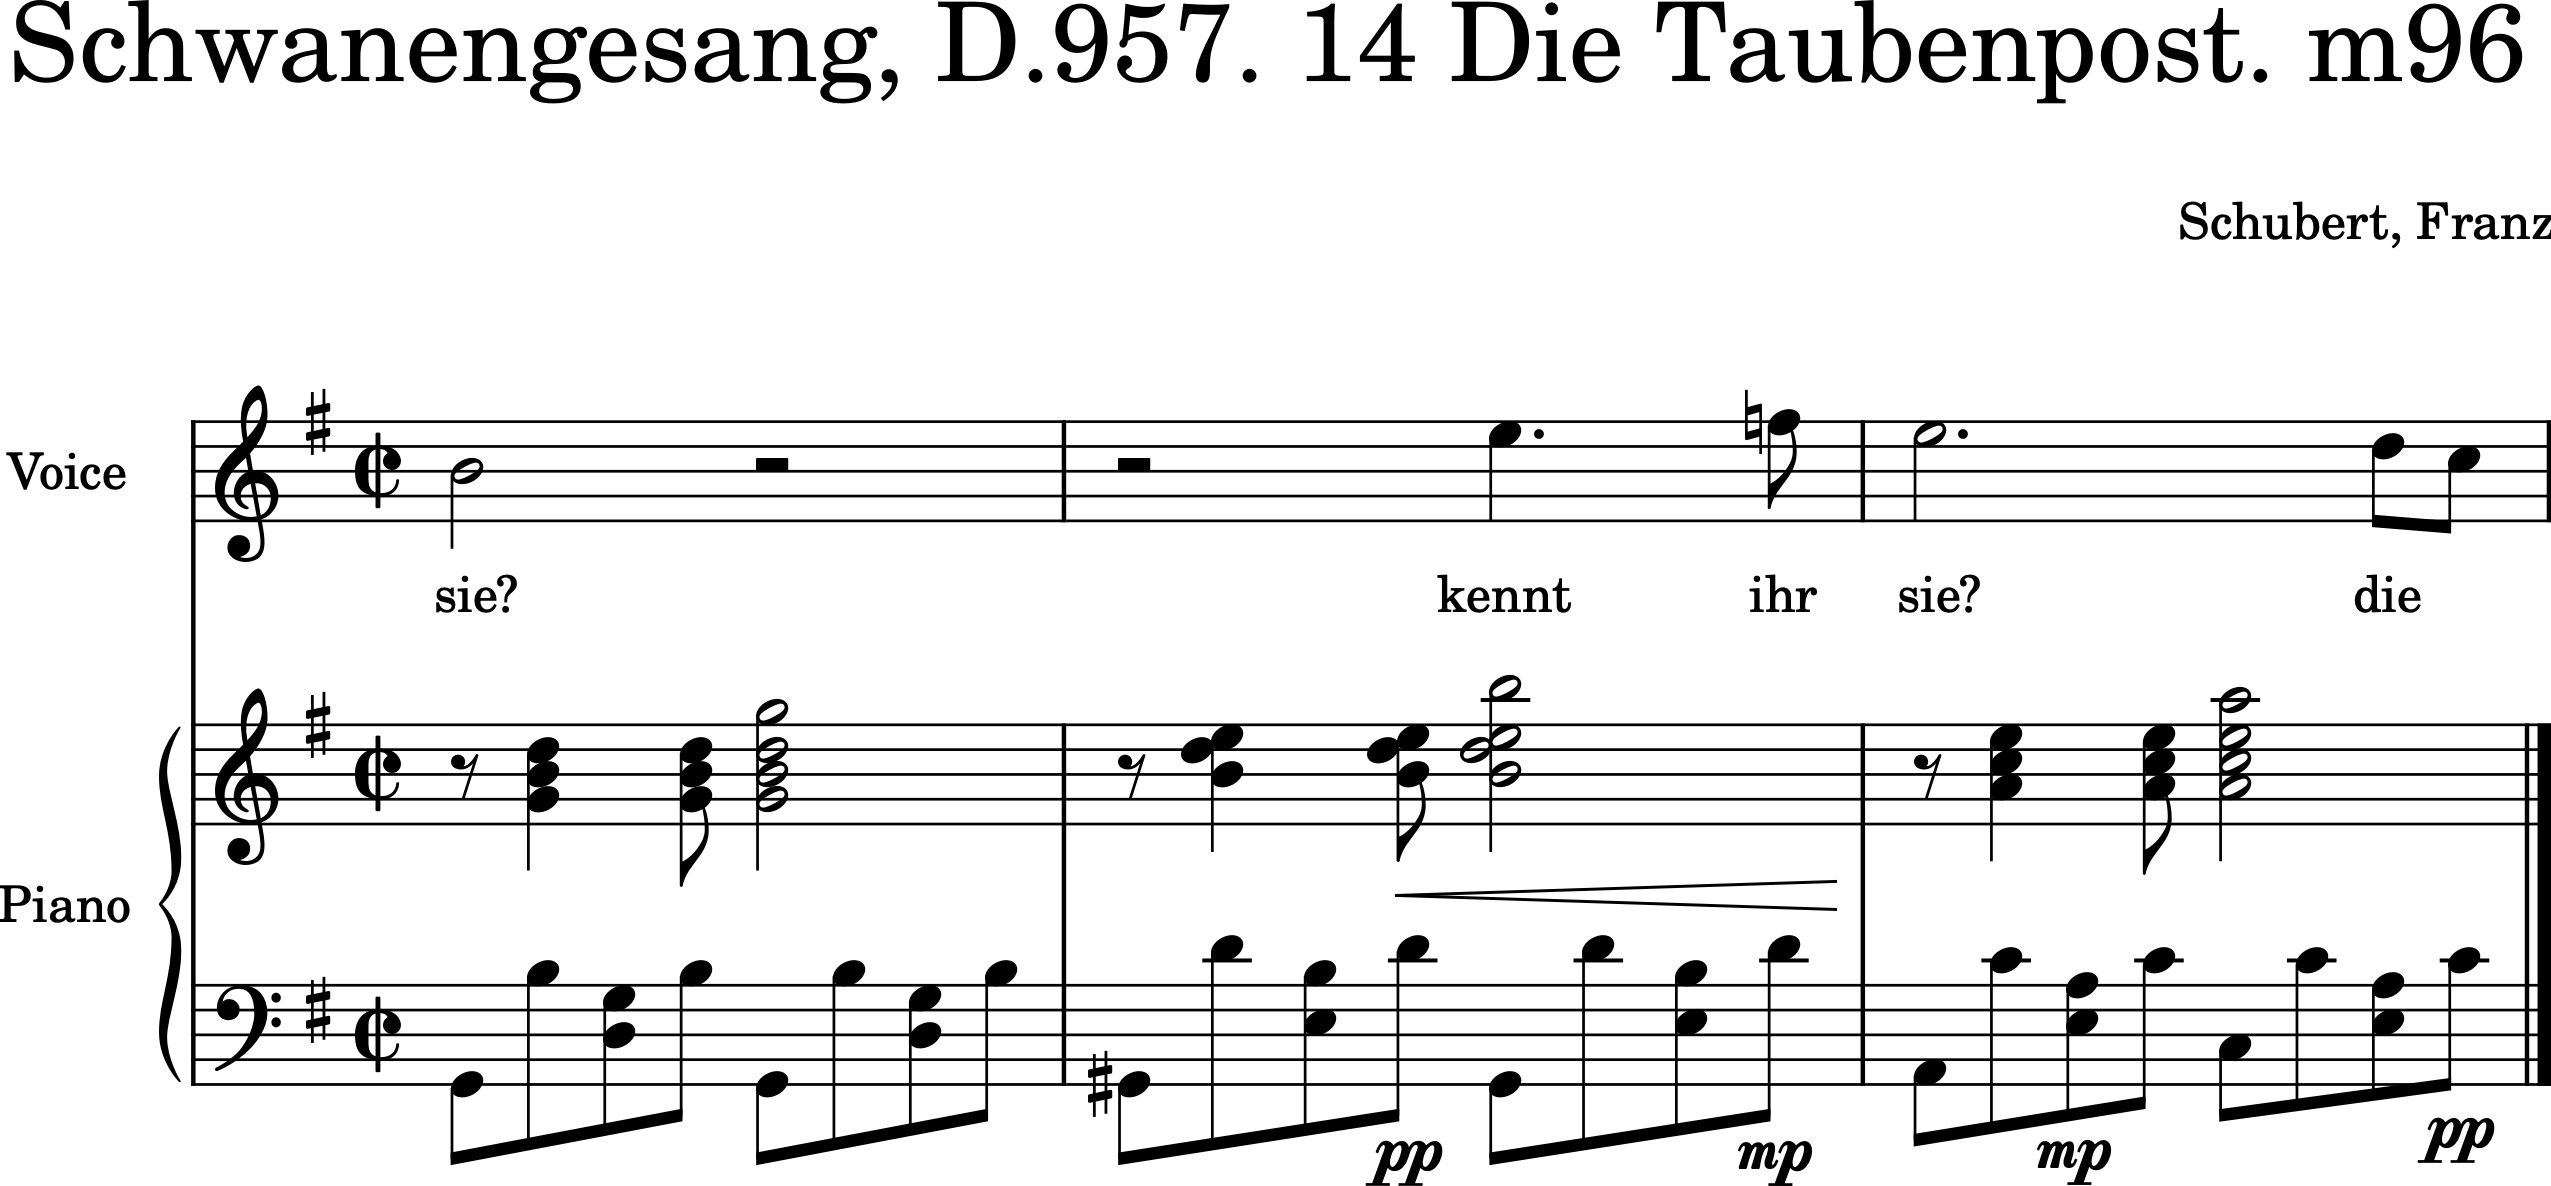 Schwanengesang, D.957. 14 Die Taubenpost. m96
Schubert, Franz
Voice
sie? kennt ihr sie? die
Piano
pp mp mp pp